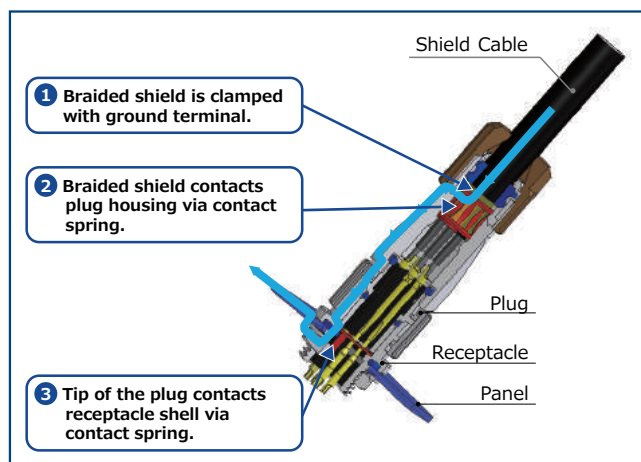 Shield Cable
1 Braided shield is clamped
with ground terminal.
2 Braided shield contacts
plug housing via contact
spring.
Plug
Receptacle
Panel
3 Tip of the plug contacts
receptacle shell via
contact spring.